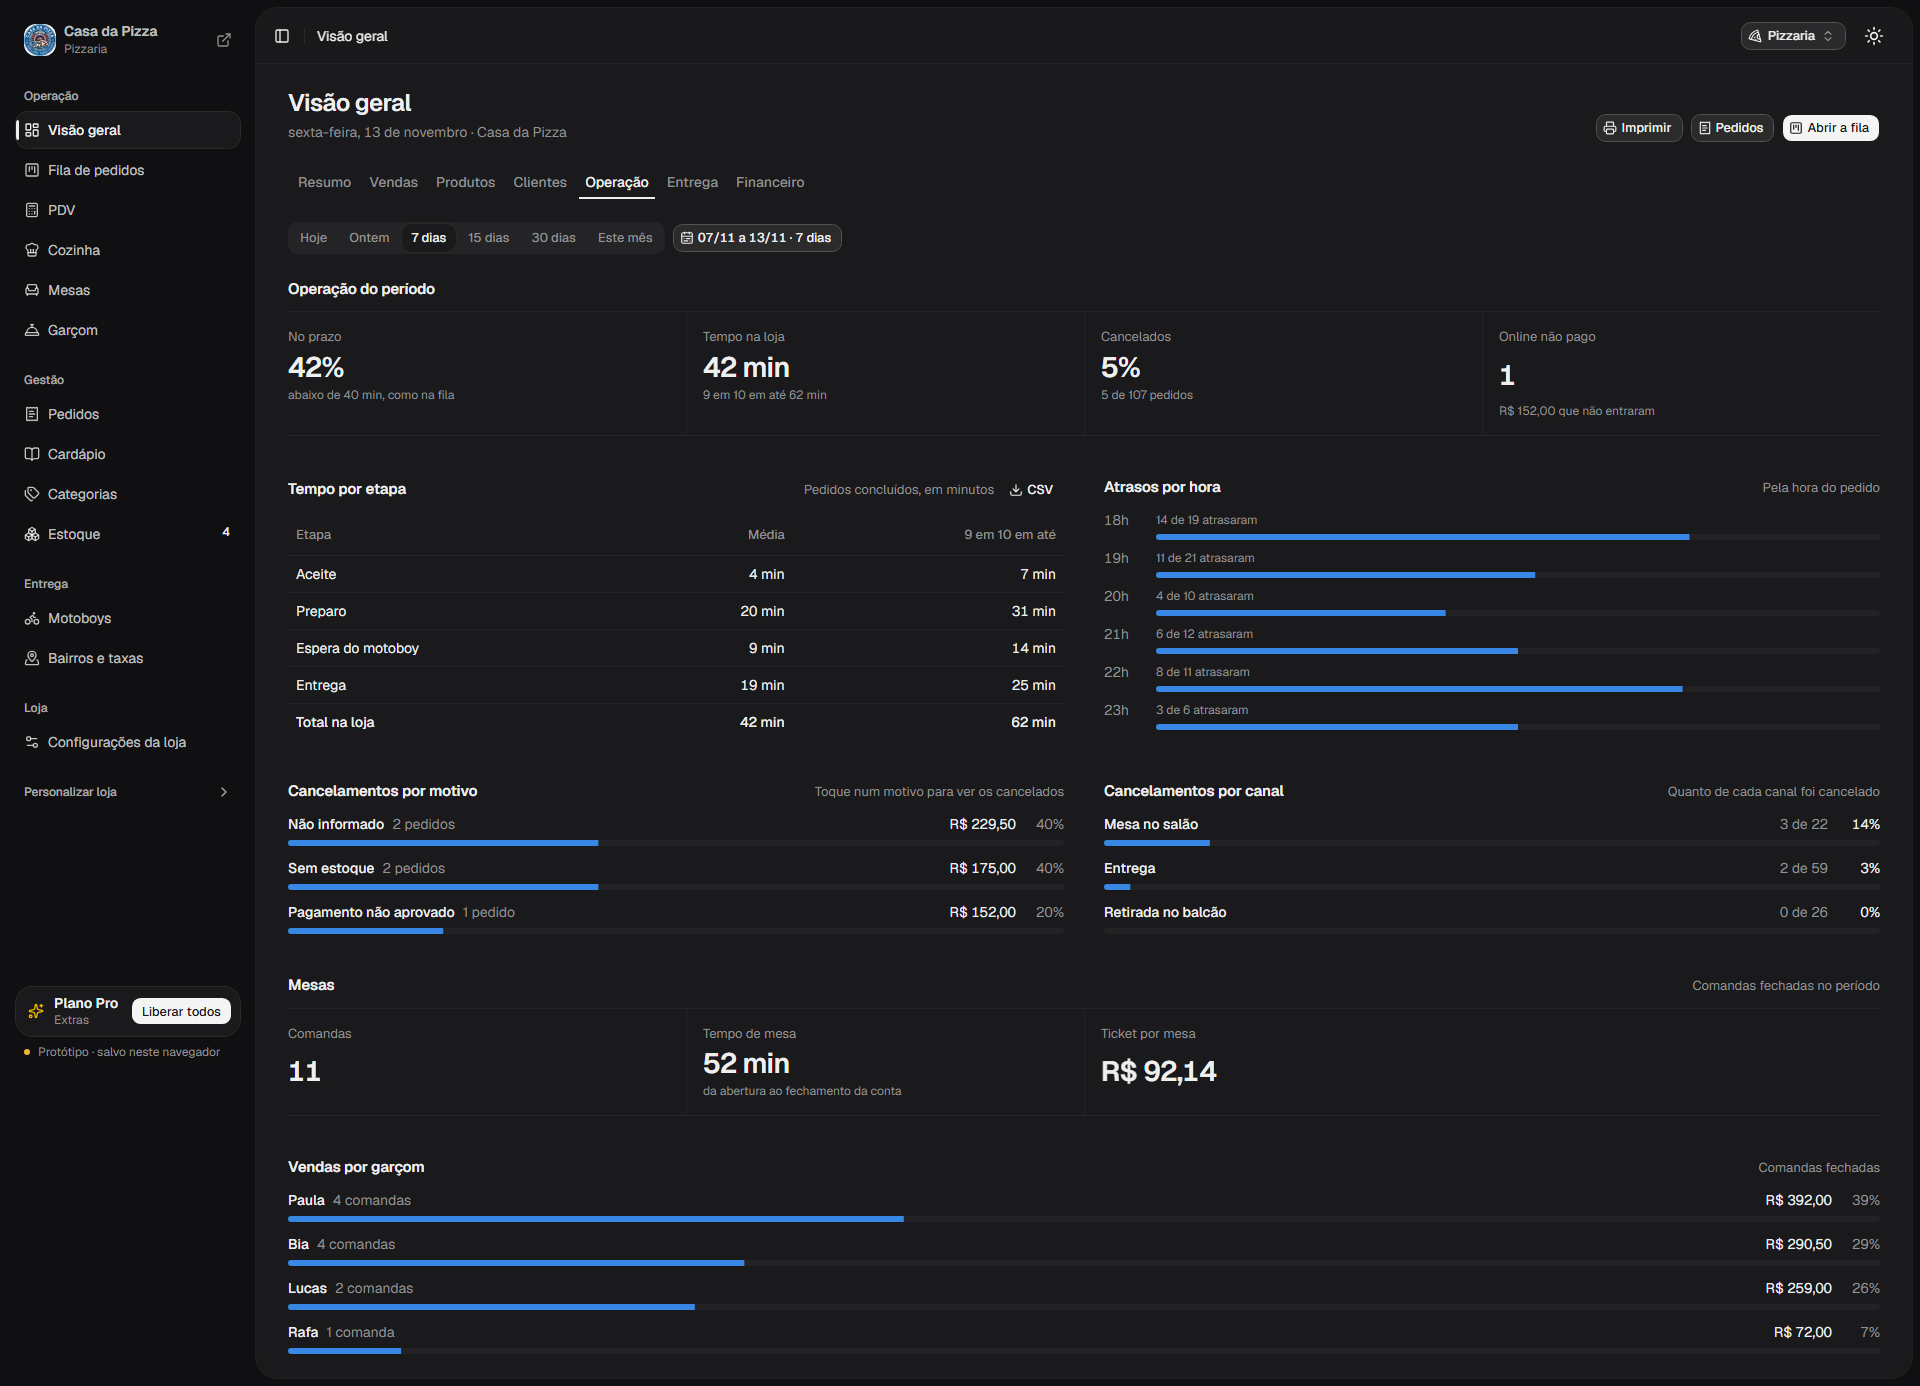 Casa da Pizza
Pizzaria
Operação
Visão geral
Fila de pedidos
PDV
Cozinha
Mesas
Garçom
Gestão
Pedidos
Cardápio
Categorias
Estoque 4
Entrega
Motoboys
Bairros e taxas
Loja
Configurações da loja
Personalizar loja
Plano Pro
Extras
Liberar todos
Protótipo · salvo neste navegador
Visão geral
Pizzaria
Visão geral
sexta-feira, 13 de novembro · Casa da Pizza
Imprimir Pedidos Abrir a fila
Resumo Vendas Produtos Clientes Operação Entrega Financeiro
Hoje Ontem 7 dias 15 dias 30 dias Este mês 07/11 a 13/11 · 7 dias
Operação do período
No prazo
42%
abaixo de 40 min, como na fila
Tempo na loja
42 min
9 em 10 em até 62 min
Cancelados
5%
5 de 107 pedidos
Online não pago
1
R$ 152,00 que não entraram
Tempo por etapa Pedidos concluídos, em minutos CSV
Etapa Média 9 em 10 em até
Aceite 4 min 7 min
Preparo 20 min 31 min
Espera do motoboy 9 min 14 min
Entrega 19 min 25 min
Total na loja 42 min 62 min
Atrasos por hora Pela hora do pedido
18h 14 de 19 atrasaram
19h 11 de 21 atrasaram
20h 4 de 10 atrasaram
21h 6 de 12 atrasaram
22h 8 de 11 atrasaram
23h 3 de 6 atrasaram
Cancelamentos por motivo Toque num motivo para ver os cancelados
Não informado 2 pedidos R$ 229,50 40%
Sem estoque 2 pedidos R$ 175,00 40%
Pagamento não aprovado 1 pedido R$ 152,00 20%
Cancelamentos por canal Quanto de cada canal foi cancelado
Mesa no salão 3 de 22 14%
Entrega 2 de 59 3%
Retirada no balcão 0 de 26 0%
Mesas Comandas fechadas no período
Comandas
11
Tempo de mesa
52 min
da abertura ao fechamento da conta
Ticket por mesa
R$ 92,14
Vendas por garçom Comandas fechadas
Paula 4 comandas R$ 392,00 39%
Bia 4 comandas R$ 290,50 29%
Lucas 2 comandas R$ 259,00 26%
Rafa 1 comanda R$ 72,00 7%